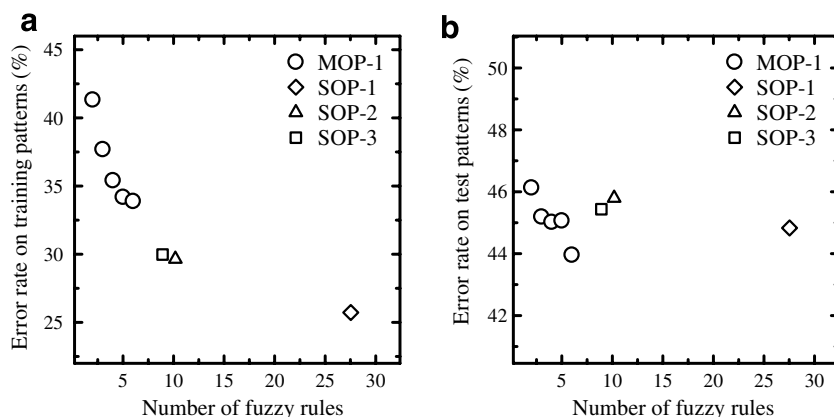 a
Error rate on training patterns (%)
45
40
35
30
25
MOP-1
SOP-1
SOP-2
SOP-3
5 10 15 20 25 30
Number of fuzzy rules
b
Error rate on test patterns (%)
50
48
46
44
42
MOP-1
SOP-1
SOP-2
SOP-3
5 10 15 20 25 30
Number of fuzzy rules